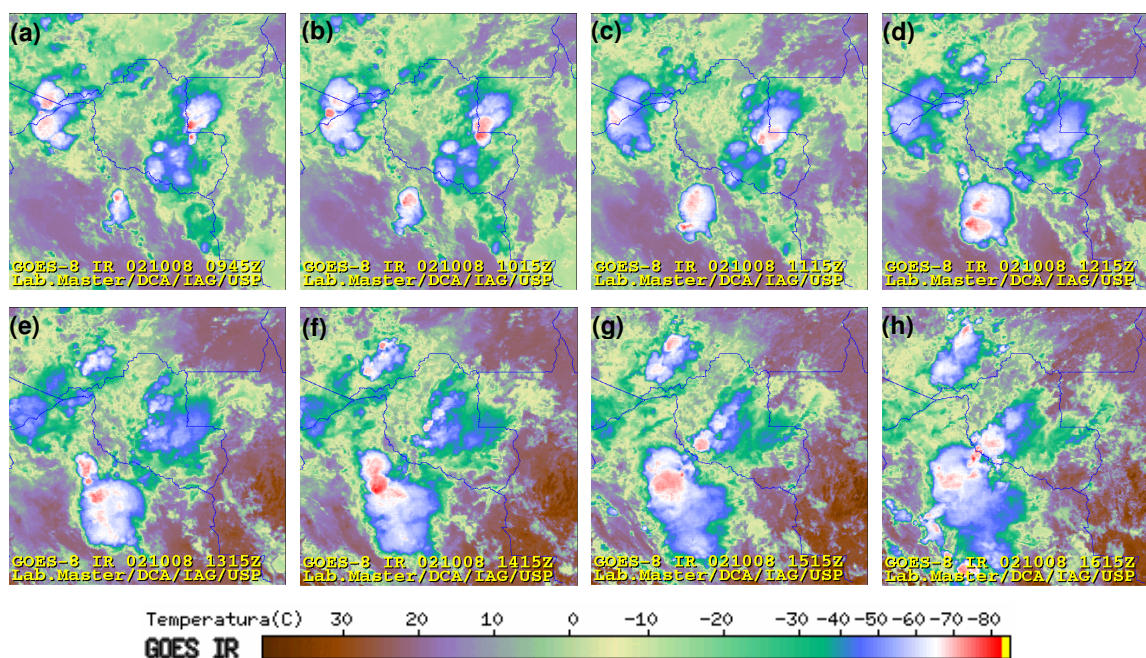 (a) (b) (c) (d)
GOES-8 IR 021008 0945Z
Lab.Master/DCA/IAG/USP
GOES-8 IR 021008 1015Z
Lab.Master/DCA/IAG/USP
GOES-8 IR 021008 1115Z
Lab.Master/DCA/IAG/USP
GOES-8 IR 021008 1215Z
Lab.Master/DCA/IAG/USP
(e) (f) (g) (h)
GOES-8 IR 021008 1315Z
Lab.Master/DCA/IAG/USP
GOES-8 IR 021008 1415Z
Lab.Master/DCA/IAG/USP
GOES-8 IR 021008 1515Z
Lab.Master/DCA/IAG/USP
GOES-8 IR 021008 1615Z
Lab.Master/DCA/IAG/USP
Temperatura(C) 30 20 10 0 -10 -20 -30 -40 -50 -60 -70 -80
GOES IR